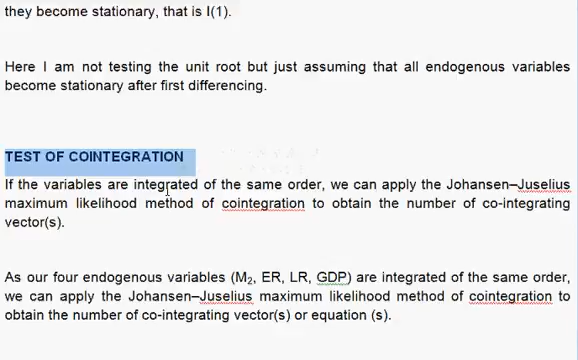 they become stationary, that is I(1).
Here I am not testing the unit root but just assuming that all endogenous variables
become stationary after first differencing.
TEST OF COINTEGRATION
If the variables are integrated of the same order, we can apply the Johansen–Juselius
maximum likelihood method of cointegration to obtain the number of co-integrating
vector(s).
As our four endogenous variables (M₂, ER, LR, GDP) are integrated of the same order,
we can apply the Johansen–Juselius maximum likelihood method of cointegration to
obtain the number of co-integrating vector(s) or equation (s).